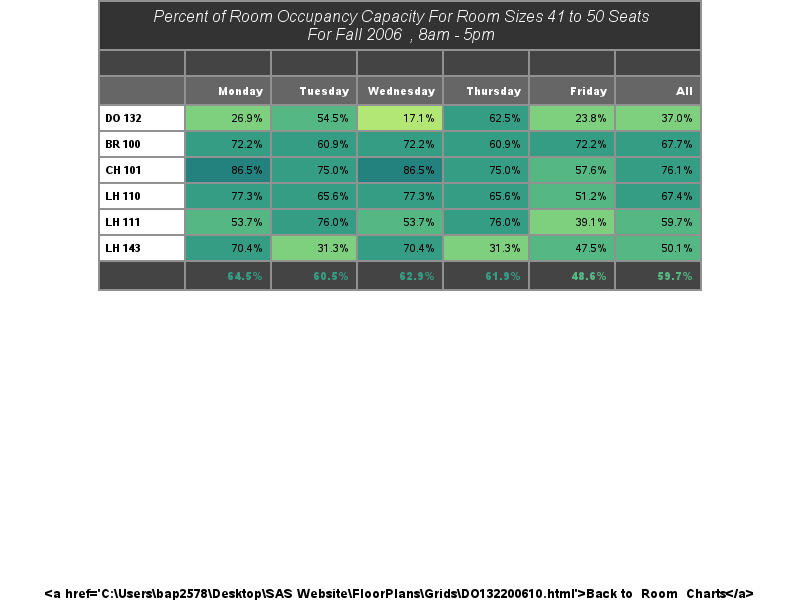 Percent of Room Occupancy Capacity For Room Sizes 41 to 50 Seats
For Fall 2006 , 8am - 5pm
Monday Tuesday Wednesday Thursday Friday All
DO 132 26.9% 54.5% 17.1% 62.5% 23.8% 37.0%
BR 100 72.2% 60.9% 72.2% 60.9% 72.2% 67.7%
CH 101 86.5% 75.0% 86.5% 75.0% 57.6% 76.1%
LH 110 77.3% 65.6% 77.3% 65.6% 51.2% 67.4%
LH 111 53.7% 76.0% 53.7% 76.0% 39.1% 59.7%
LH 143 70.4% 31.3% 70.4% 31.3% 47.5% 50.1%
64.5% 60.5% 62.9% 61.9% 48.6% 59.7%
<a href='C:\Users\bap2578\Desktop\SAS Website\FloorPlans\Grids\DO132200610.html'>Back to Room Charts</a>